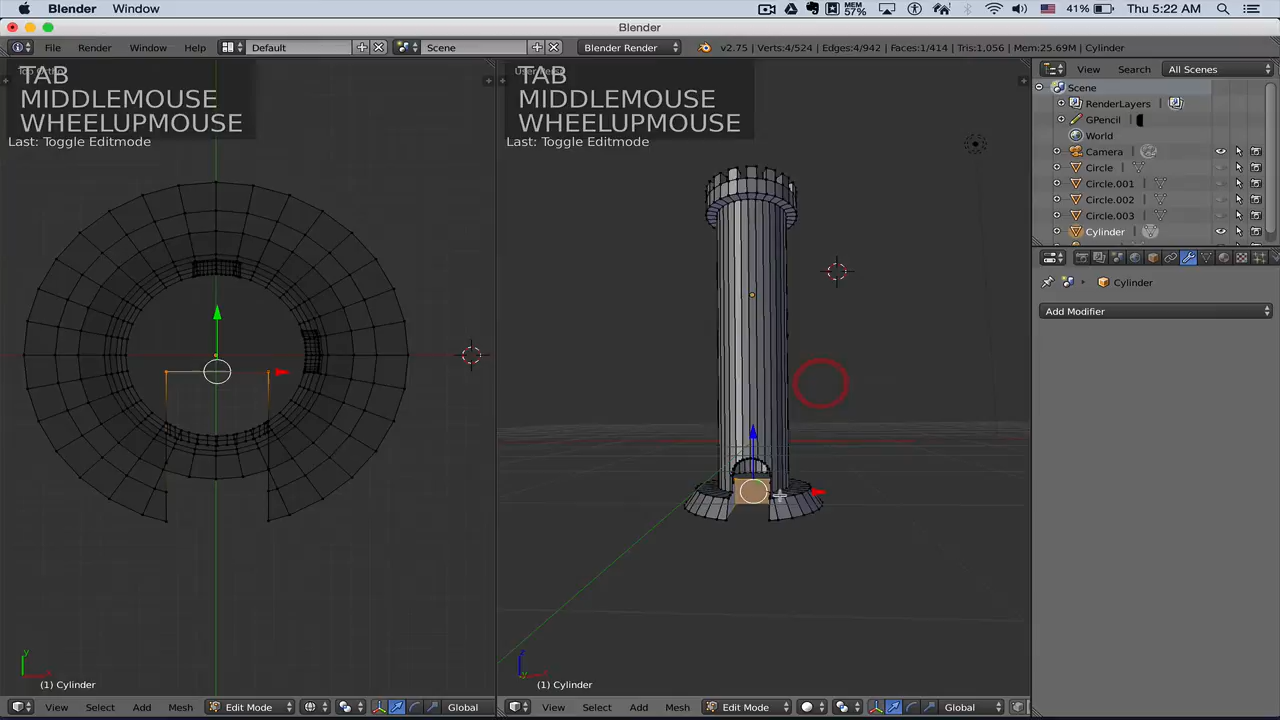 Blender Window MEM 57% 41% Thu 5:22 AM
Blender
File Render Window Help Default Scene Blender Render v2.75 | Verts:4/524 | Edges:4/942 | Faces:1/414 | Tris:1,056 | Mem:25.69M | Cylinder
View Search All Scenes
TAB
MIDDLEMOUSE
WHEELUPMOUSE
Last: Toggle Editmode
TAB
MIDDLEMOUSE
WHEELUPMOUSE
Last: Toggle Editmode
Scene
RenderLayers
GPencil
World
Camera
Circle
Circle.001
Circle.002
Circle.003
Cylinder
Cylinder
Add Modifier
y
(1) Cylinder
z
(1) Cylinder
View Select Add Mesh Edit Mode Global
View Select Add Mesh Edit Mode Global